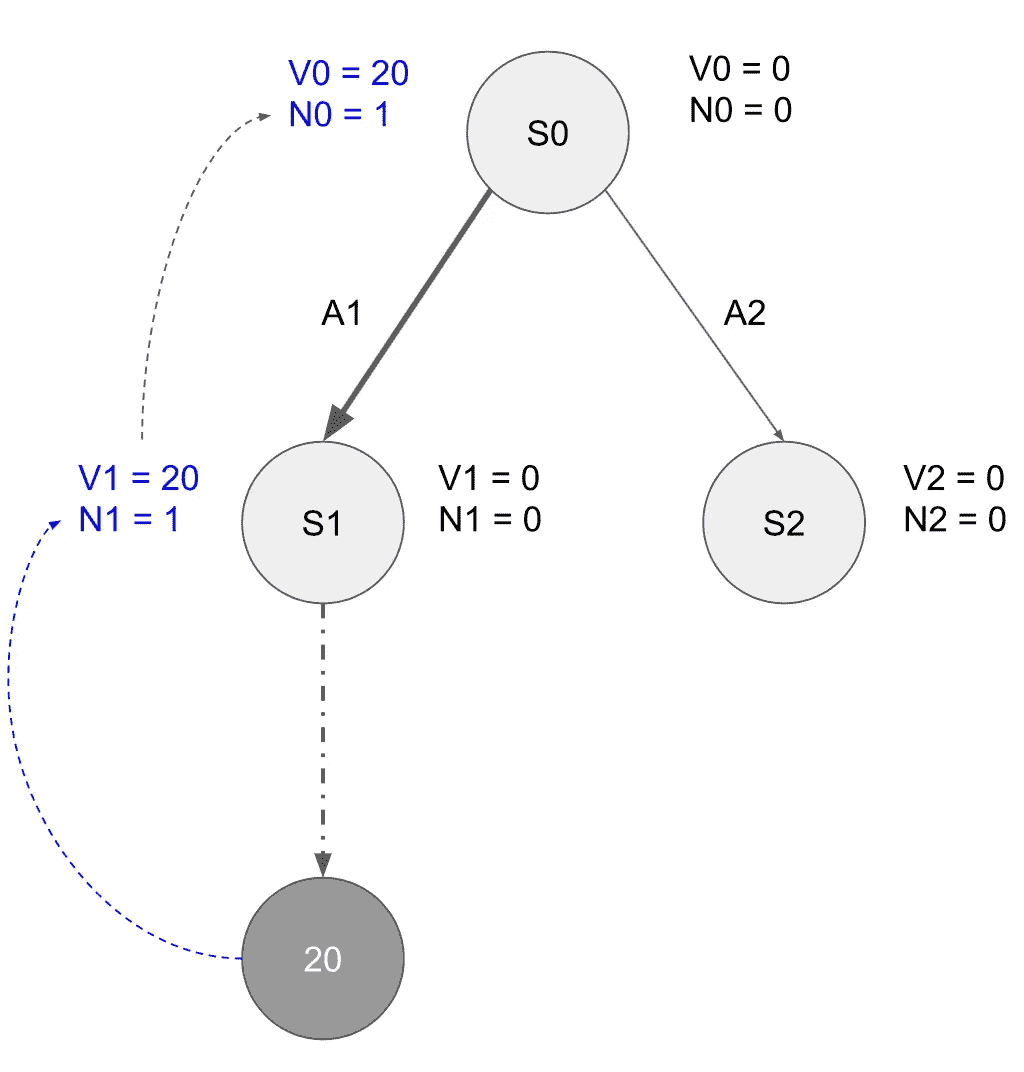 V0 = 20
N0 = 1
S0
V0 = 0
N0 = 0
A1
A2
V1 = 20
N1 = 1
S1
V1 = 0
N1 = 0
S2
V2 = 0
N2 = 0
20